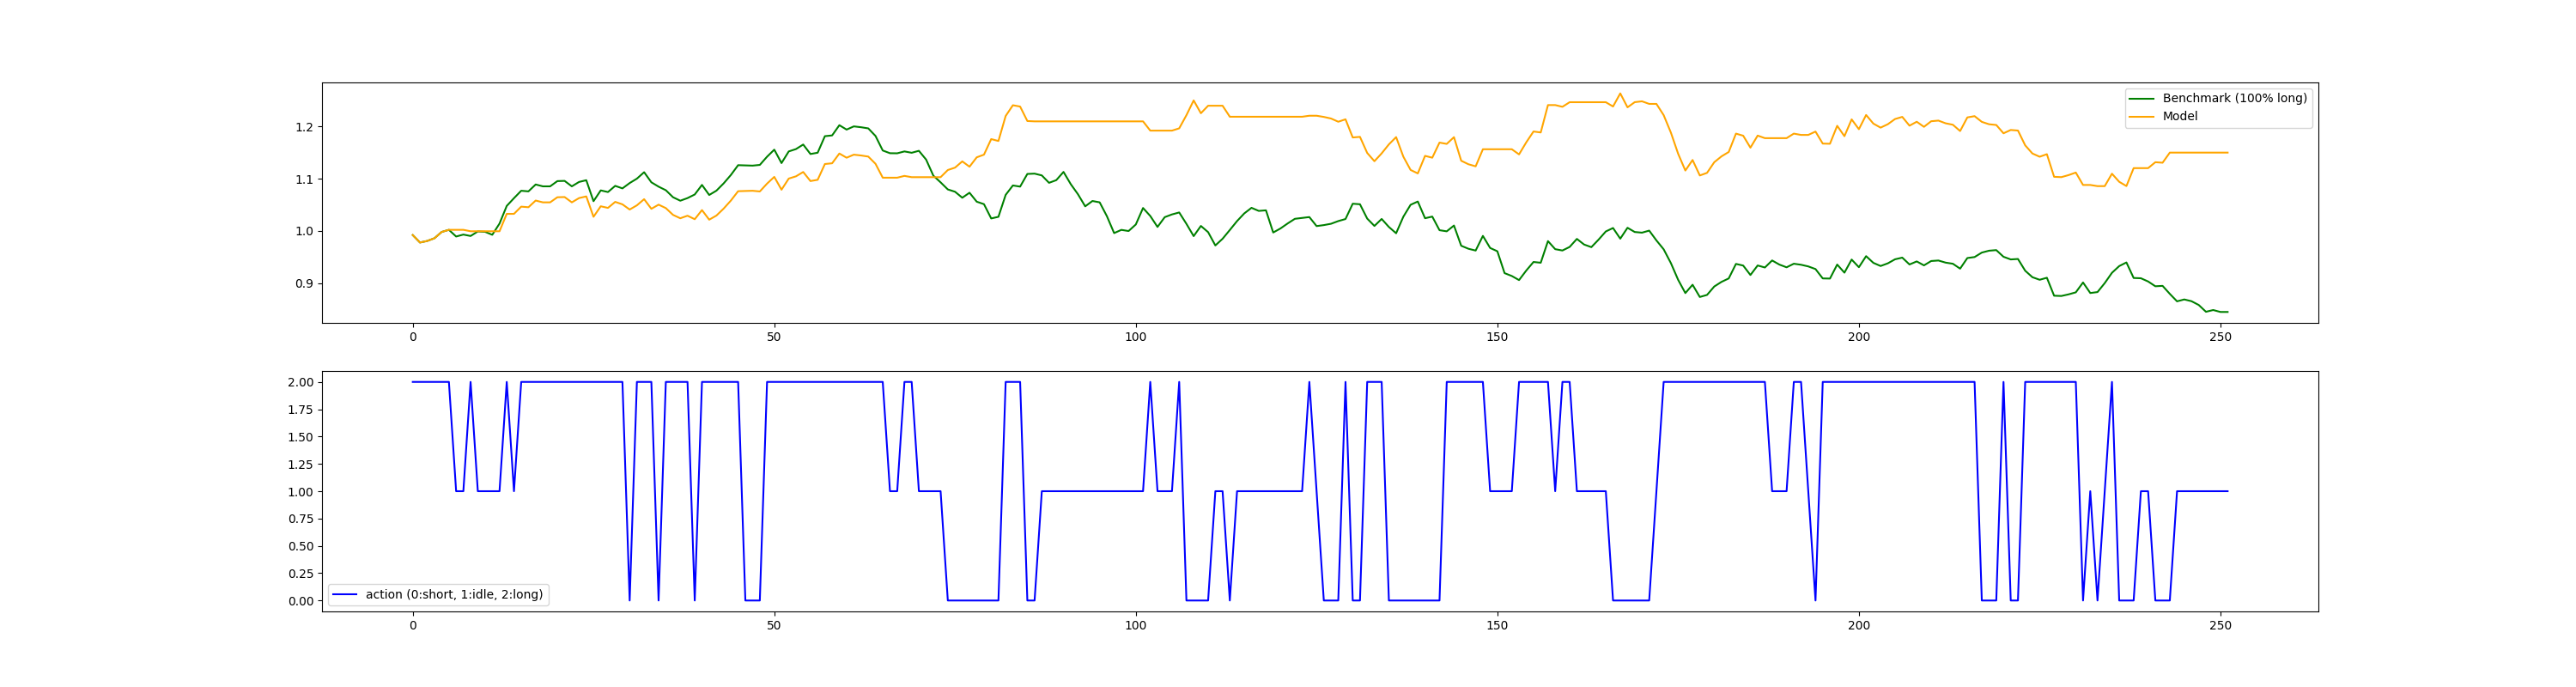 Benchmark (100% long)
Model
1.2
1.1
1.0
0.9
0 50 100 150 200 250
2.00
1.75
1.50
1.25
1.00
0.75
0.50
0.25
0.00
action (0:short, 1:idle, 2:long)
0 50 100 150 200 250